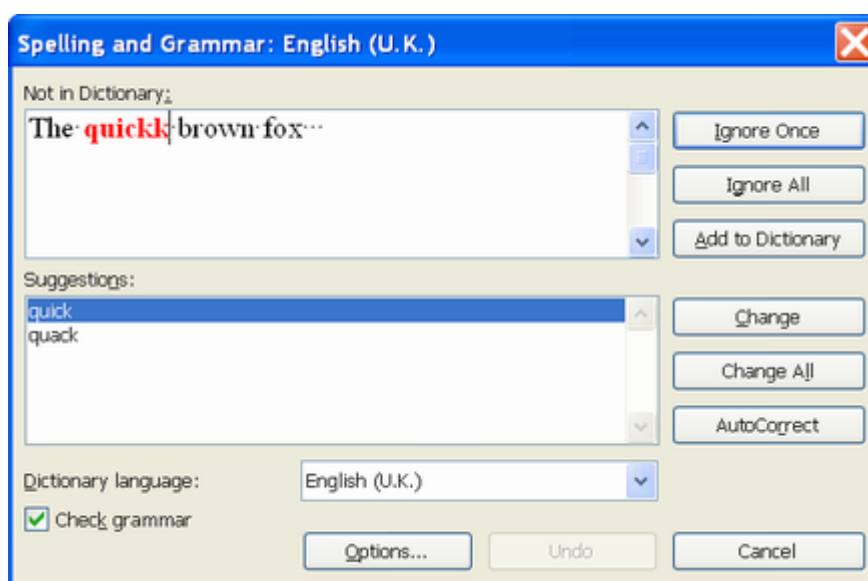 Spelling and Grammar: English (U.K.)
Not in Dictionary:
The·quickk·brown·fox···
Ignore Once
Ignore All
Add to Dictionary
Suggestions:
quick
quack
Change
Change All
AutoCorrect
Dictionary language:
English (U.K.)
Check grammar
Options...
Undo
Cancel